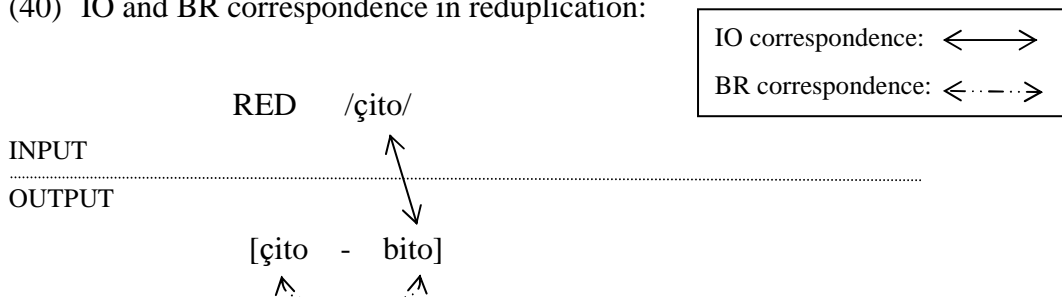 (40) IO and BR correspondence in reduplication:
IO correspondence:
BR correspondence:
RED /çito/
INPUT
OUTPUT
[çito - bito]